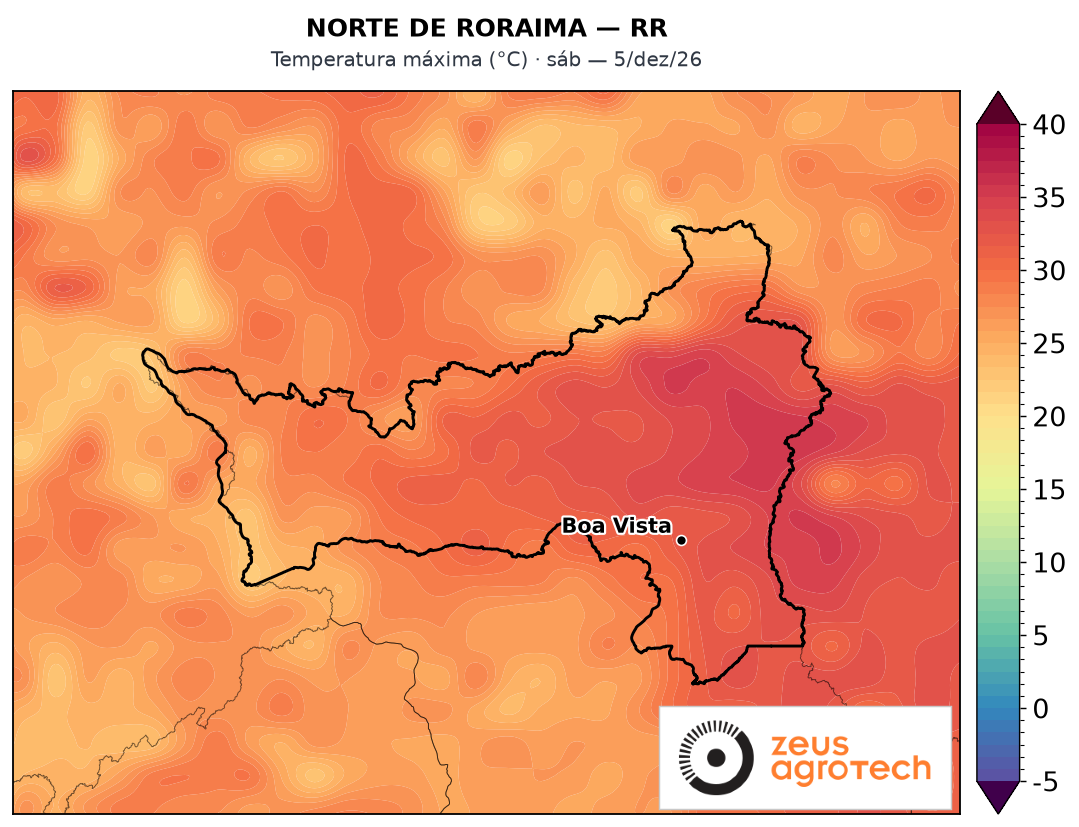 NORTE DE RORAIMA — RR
Temperatura máxima (°C) · sáb — 5/dez/26
40
35
30
25
20
15
10
5
0
-5
Boa Vista
zeus
agrotech